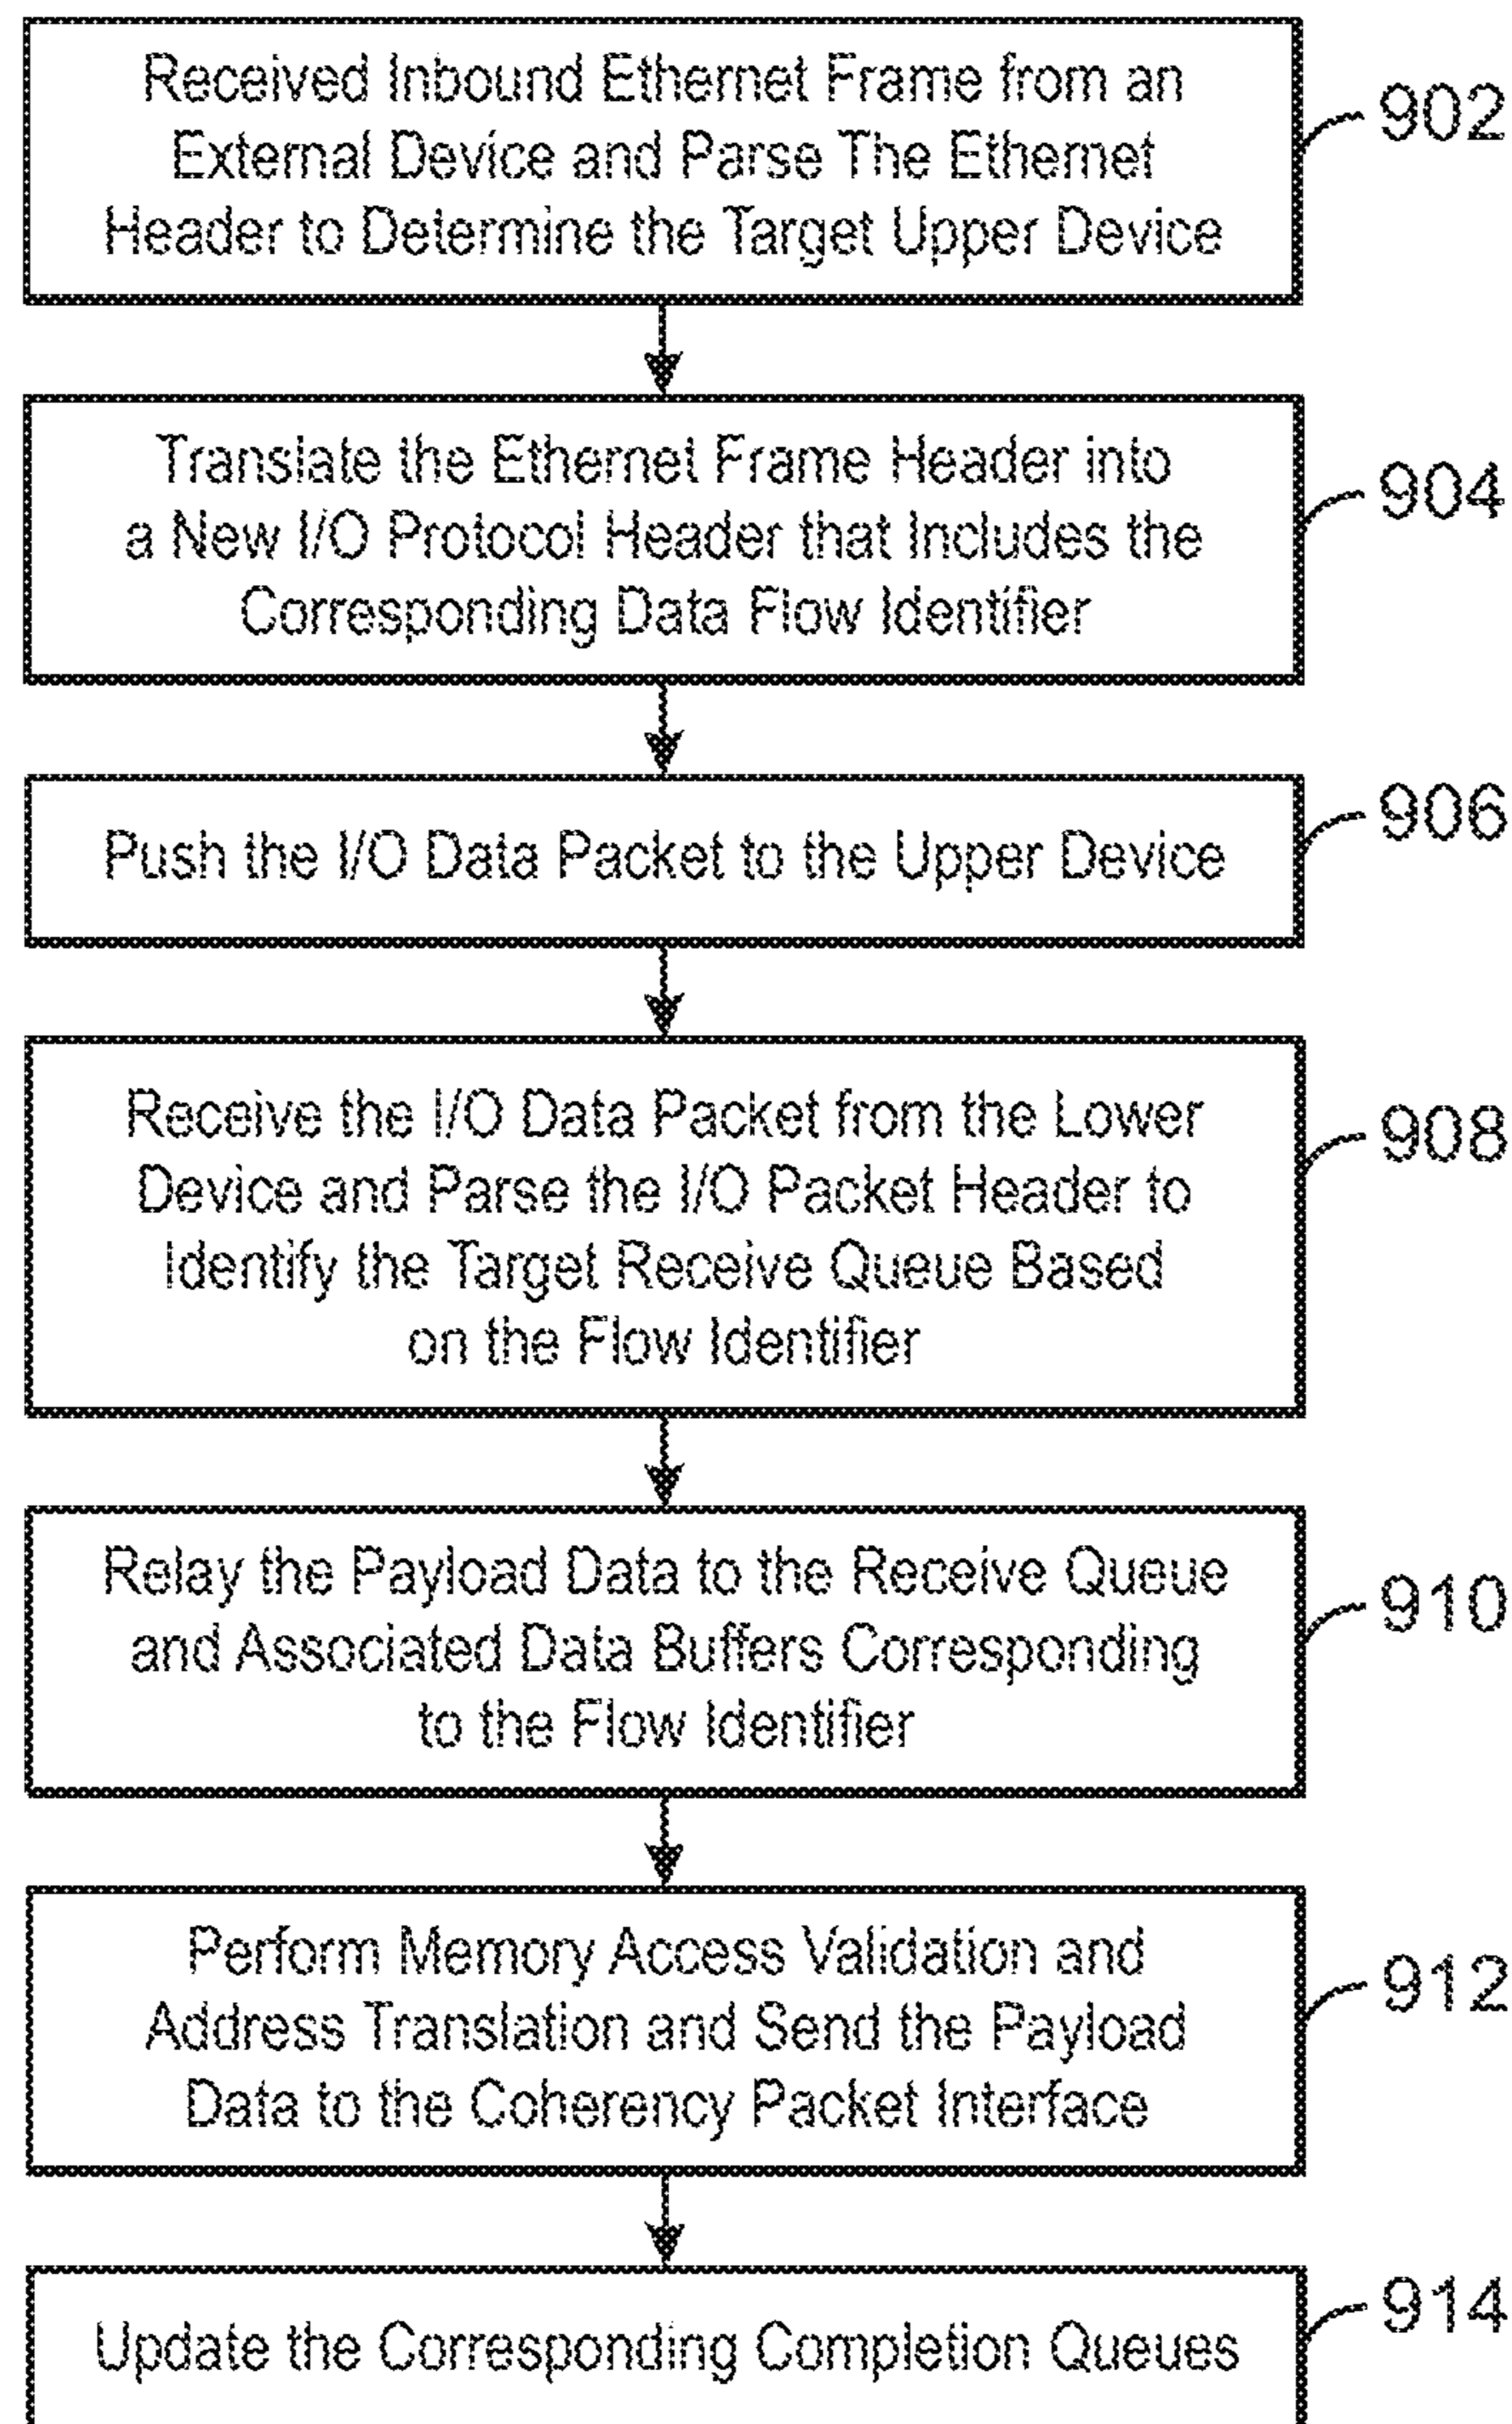 Received Inbound Ethernet Frame from an
External Device and Parse The Ethernet
Header to Determine the Target Upper Device
902
Translate the Ethernet Frame Header into
a New I/O Protocol Header that Includes the
Corresponding Data Flow Identifier
904
Push the I/O Data Packet to the Upper Device
906
Receive the I/O Data Packet from the Lower
Device and Parse the I/O Packet Header to
Identify the Target Receive Queue Based
on the Flow Identifier
908
Relay the Payload Data to the Receive Queue
and Associated Data Buffers Corresponding
to the Flow Identifier
910
Perform Memory Access Validation and
Address Translation and Send the Payload
Data to the Coherency Packet Interface
912
Update the Corresponding Completion Queues
914